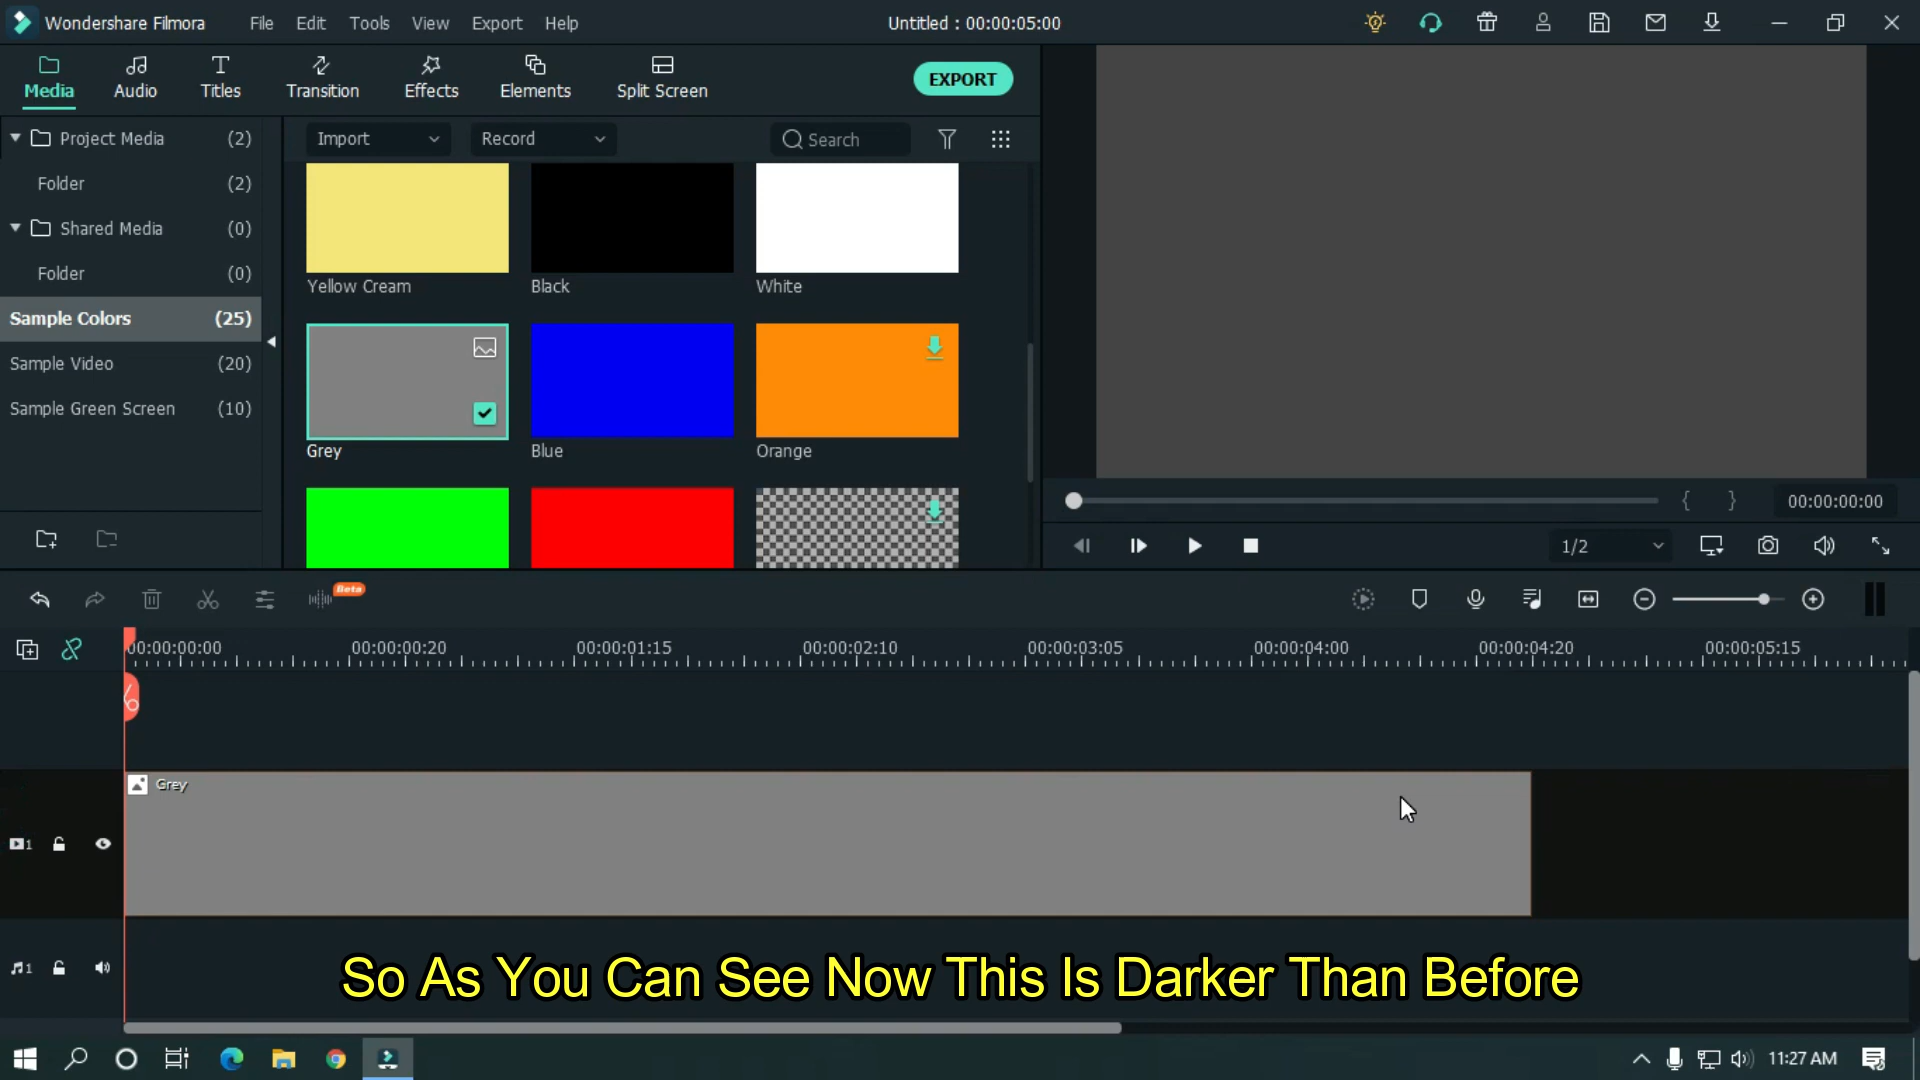 Wondershare Filmora
File
Edit
Tools
View
Export
Help
Untitled : 00:00:05:00
Media
Audio
Titles
Transition
Effects
Elements
Split Screen
EXPORT
Project Media (2)
Folder (2)
Shared Media (0)
Folder (0)
Sample Colors (25)
Sample Video (20)
Sample Green Screen (10)
Import
Record
Search
Yellow Cream
Black
White
Grey
Blue
Orange
00:00:00:00
1/2
Beta
00:00:00:00
00:00:00:20
00:00:01:15
00:00:02:10
00:00:03:05
00:00:04:00
00:00:04:20
00:00:05:15
Grey
1
1
So As You Can See Now This Is Darker Than Before
11:27 AM